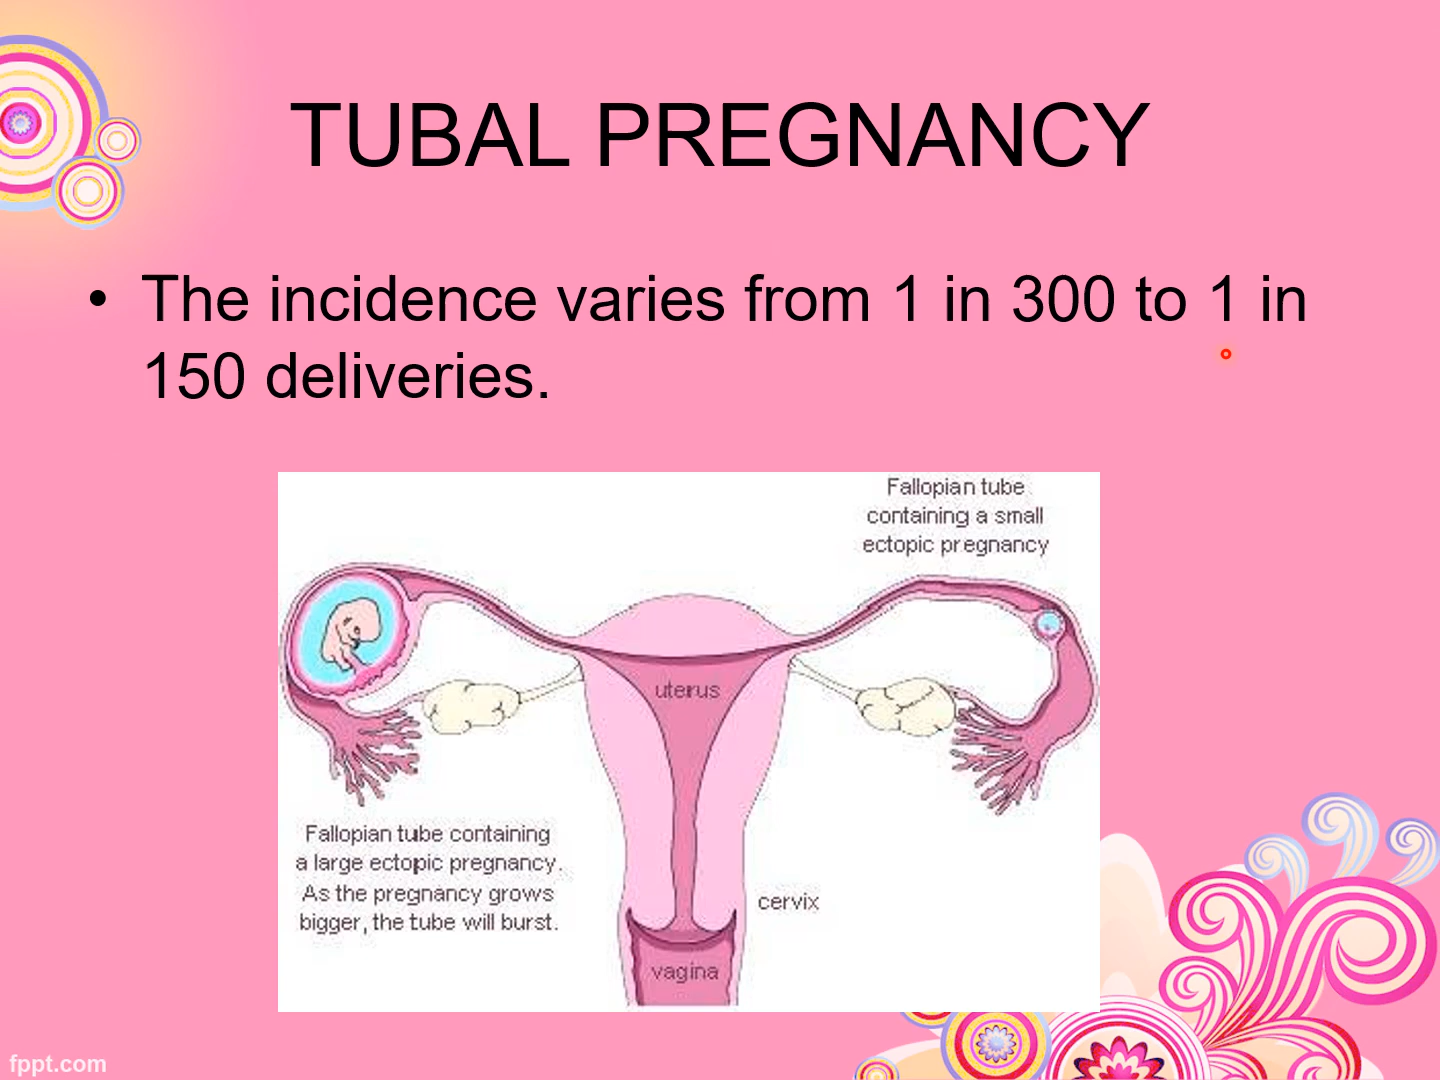 TUBAL PREGNANCY
• The incidence varies from 1 in 300 to 1 in
150 deliveries.
Fallopian tube
containing a small
ectopic pregnancy
uterus
Fallopian tube containing
a large ectopic pregnancy.
As the pregnancy grows
bigger, the tube will burst.
cervix
vagina
fppt.com